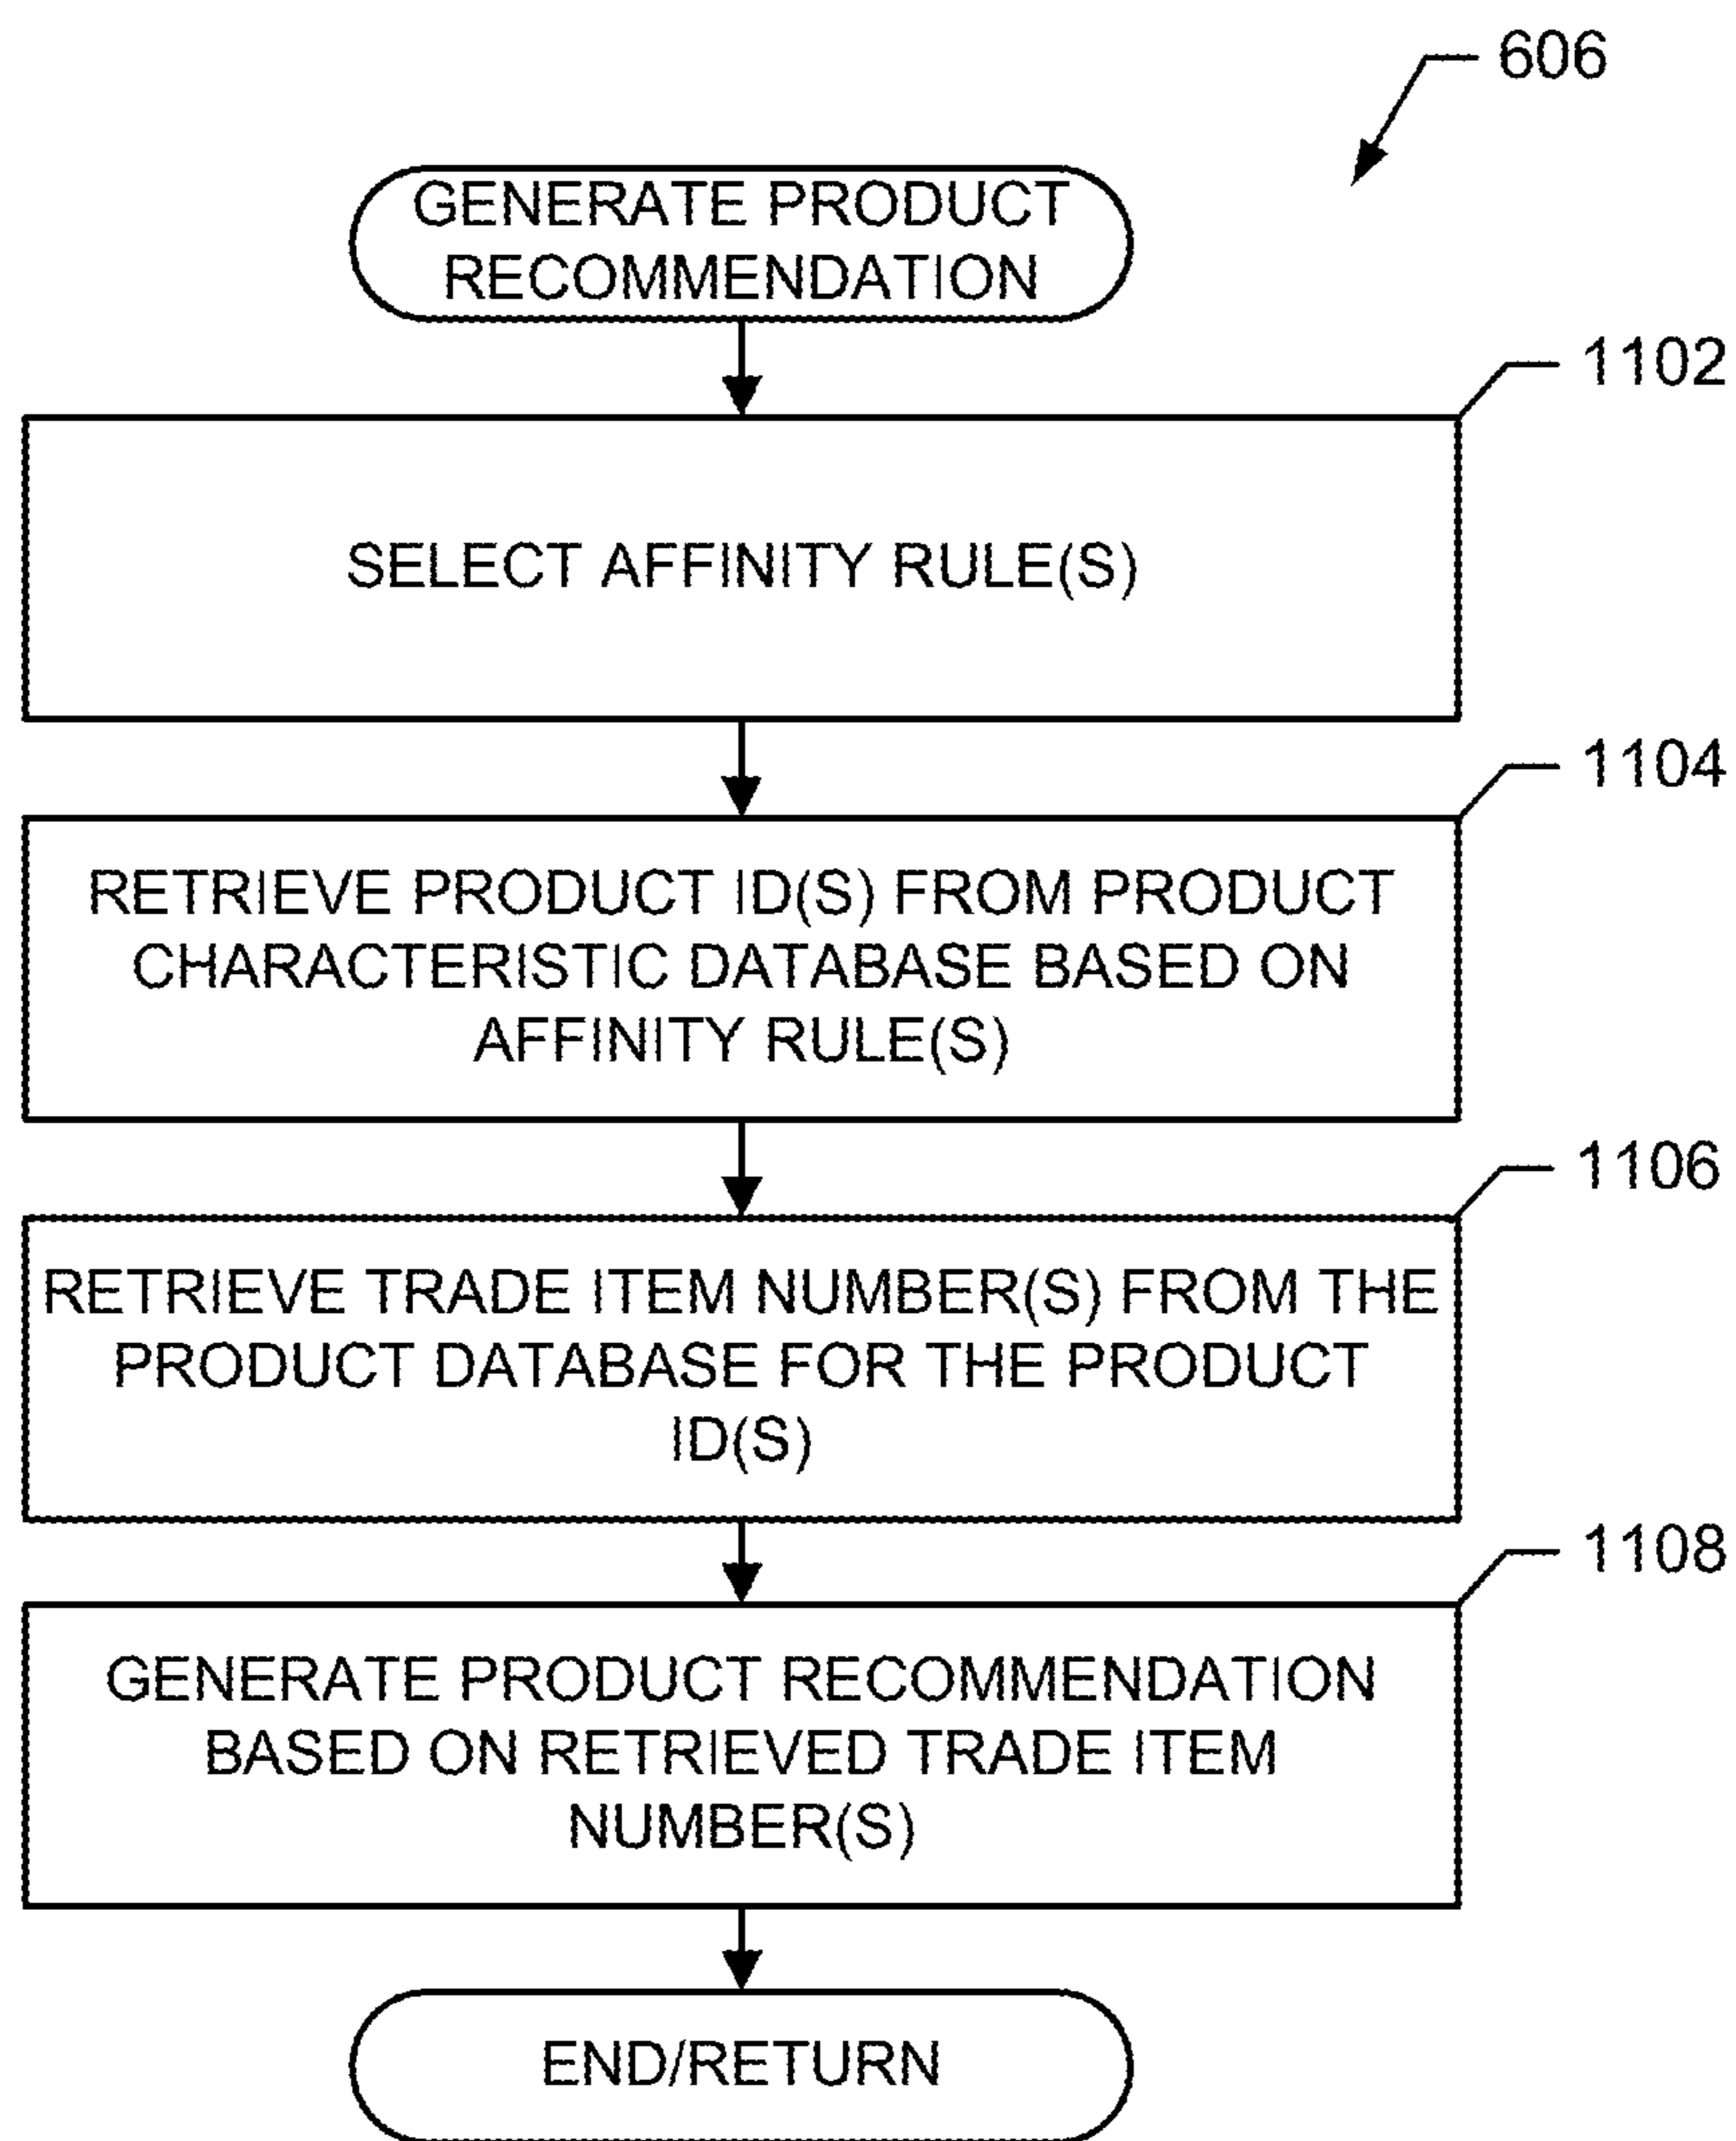 606
GENERATE PRODUCT
RECOMMENDATION
1102
SELECT AFFINITY RULE(S)
1104
RETRIEVE PRODUCT ID(S) FROM PRODUCT
CHARACTERISTIC DATABASE BASED ON
AFFINITY RULE(S)
1106
RETRIEVE TRADE ITEM NUMBER(S) FROM THE
PRODUCT DATABASE FOR THE PRODUCT
ID(S)
1108
GENERATE PRODUCT RECOMMENDATION
BASED ON RETRIEVED TRADE ITEM
NUMBER(S)
END/RETURN